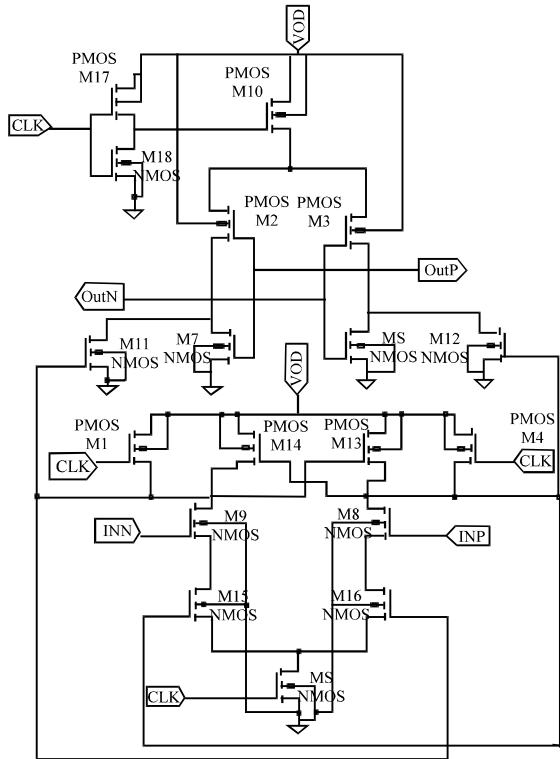 VOD
PMOS
M17
PMOS
M10
CLK
M18
NMOS
PMOS
M2
PMOS
M3
OutP
OutN
M11
NMOS
M7
NMOS
MS
NMOS
M12
NMOS
VOD
PMOS
M1
PMOS
M14
PMOS
M13
PMOS
M4
CLK
CLK
INN
M9
NMOS
M8
NMOS
INP
M15
NMOS
M16
NMOS
MS
NMOS
CLK